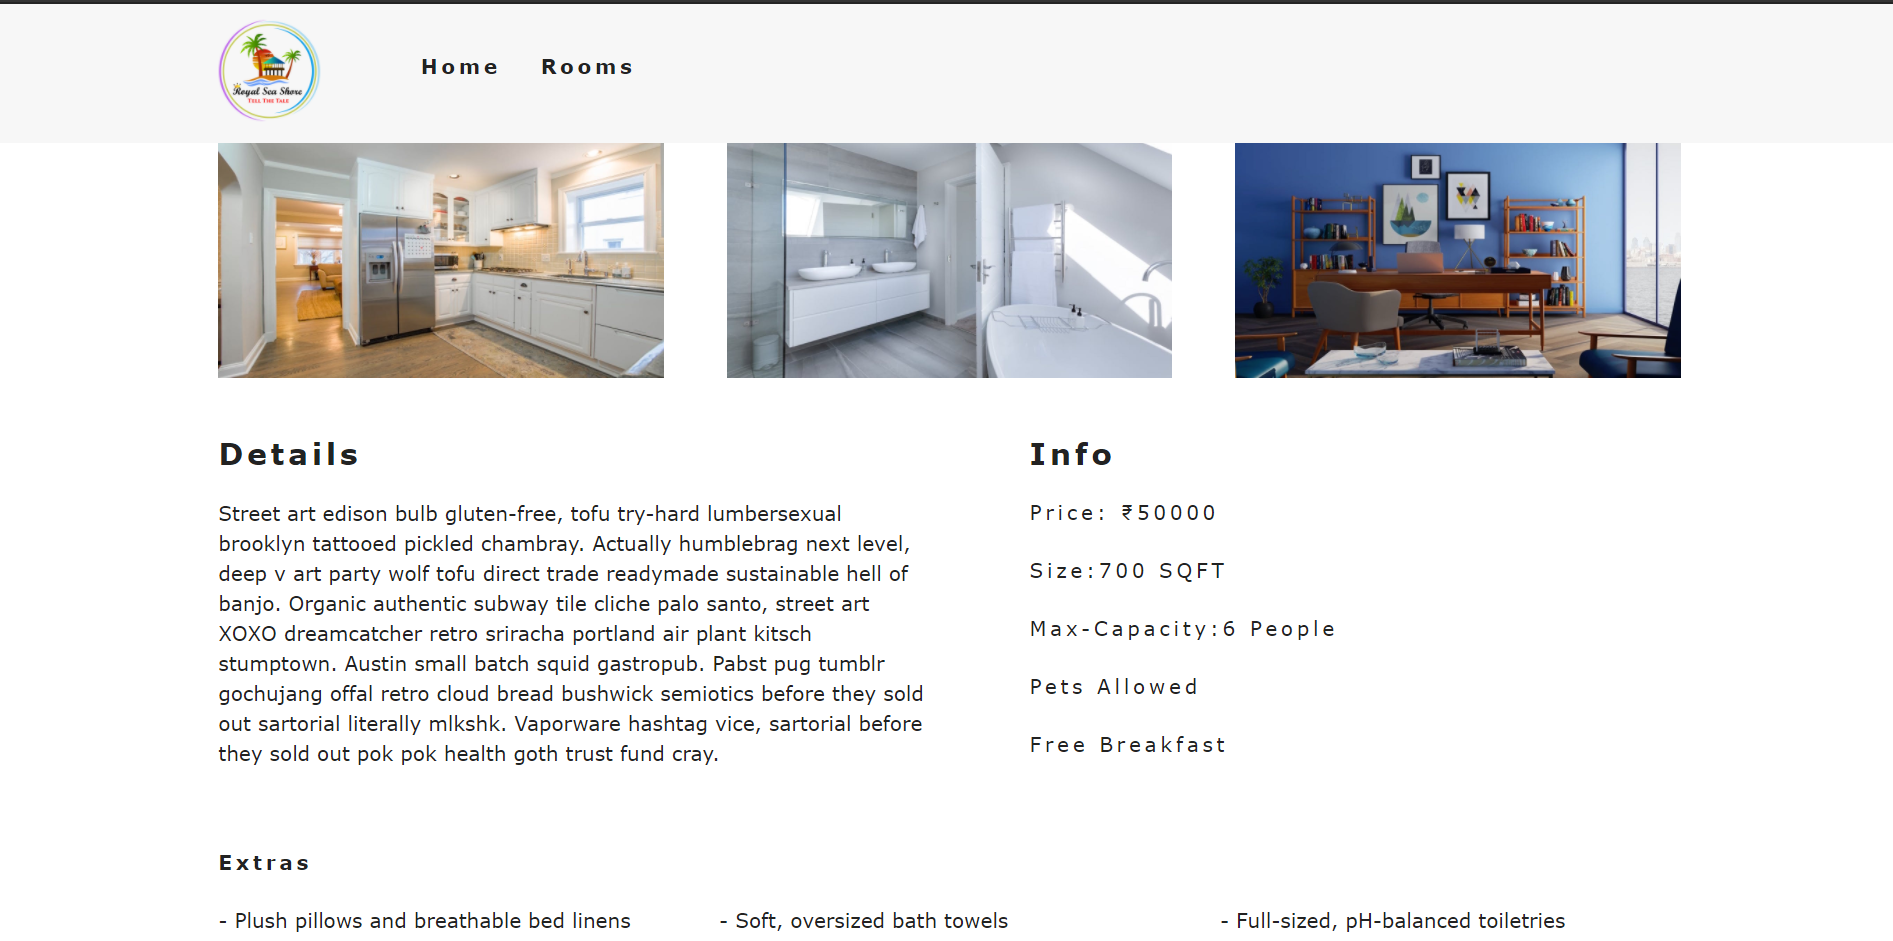 Royal Sea Shore
TELL THE TALE
Home Rooms
Details
Street art edison bulb gluten-free, tofu try-hard lumbersexual
brooklyn tattooed pickled chambray. Actually humblebrag next level,
deep v art party wolf tofu direct trade readymade sustainable hell of
banjo. Organic authentic subway tile cliche palo santo, street art
XOXO dreamcatcher retro sriracha portland air plant kitsch
stumptown. Austin small batch squid gastropub. Pabst pug tumblr
gochujang offal retro cloud bread bushwick semiotics before they sold
out sartorial literally mlkshk. Vaporware hashtag vice, sartorial before
they sold out pok pok health goth trust fund cray.
Info
Price: ₹50000
Size:700 SQFT
Max-Capacity:6 People
Pets Allowed
Free Breakfast
Extras
- Plush pillows and breathable bed linens
- Soft, oversized bath towels
- Full-sized, pH-balanced toiletries